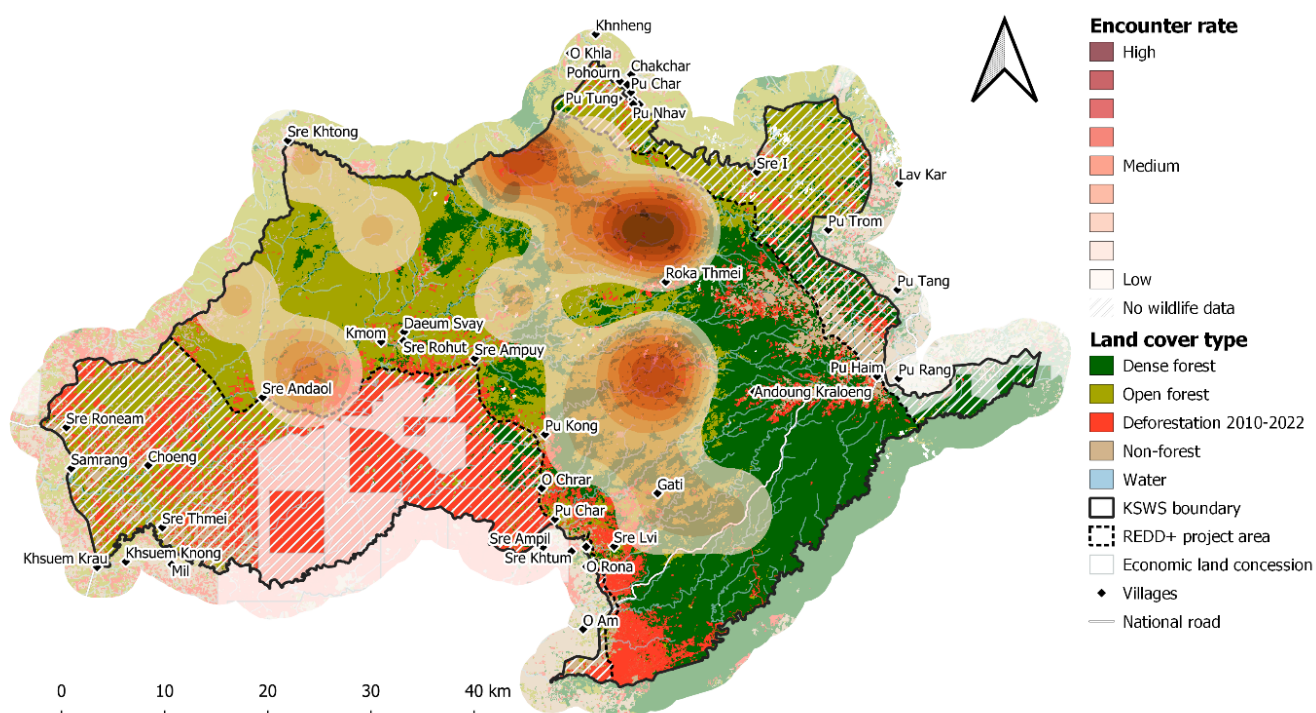 Khnheng
O Khla
Pohourn
Chakchar
Pu Char
Pu Tung
Pu Nhav
Sre Khtong
Sre I
Lav Kar
Pu Trom
Roka Thmei
Pu Tang
Daeum Svay
Kmom
Sre Rohut
Sre Ampuy
Pu Haim
Pu Rang
Sre Andaol
Andoung Kraloeng
Sre Roneam
Pu Kong
Samrang
Choeng
O Chrar
Gati
Pu Char
Sre Thmei
Sre Ampil
Sre Lvi
Khsuem Krau
Khsuem Knong
Sre Khtum
Mil
O Rona
O Am
0 10 20 30 40 km
Encounter rate
High
Medium
Low
No wildlife data
Land cover type
Dense forest
Open forest
Deforestation 2010-2022
Non-forest
Water
KSWS boundary
REDD+ project area
Economic land concession
Villages
National road